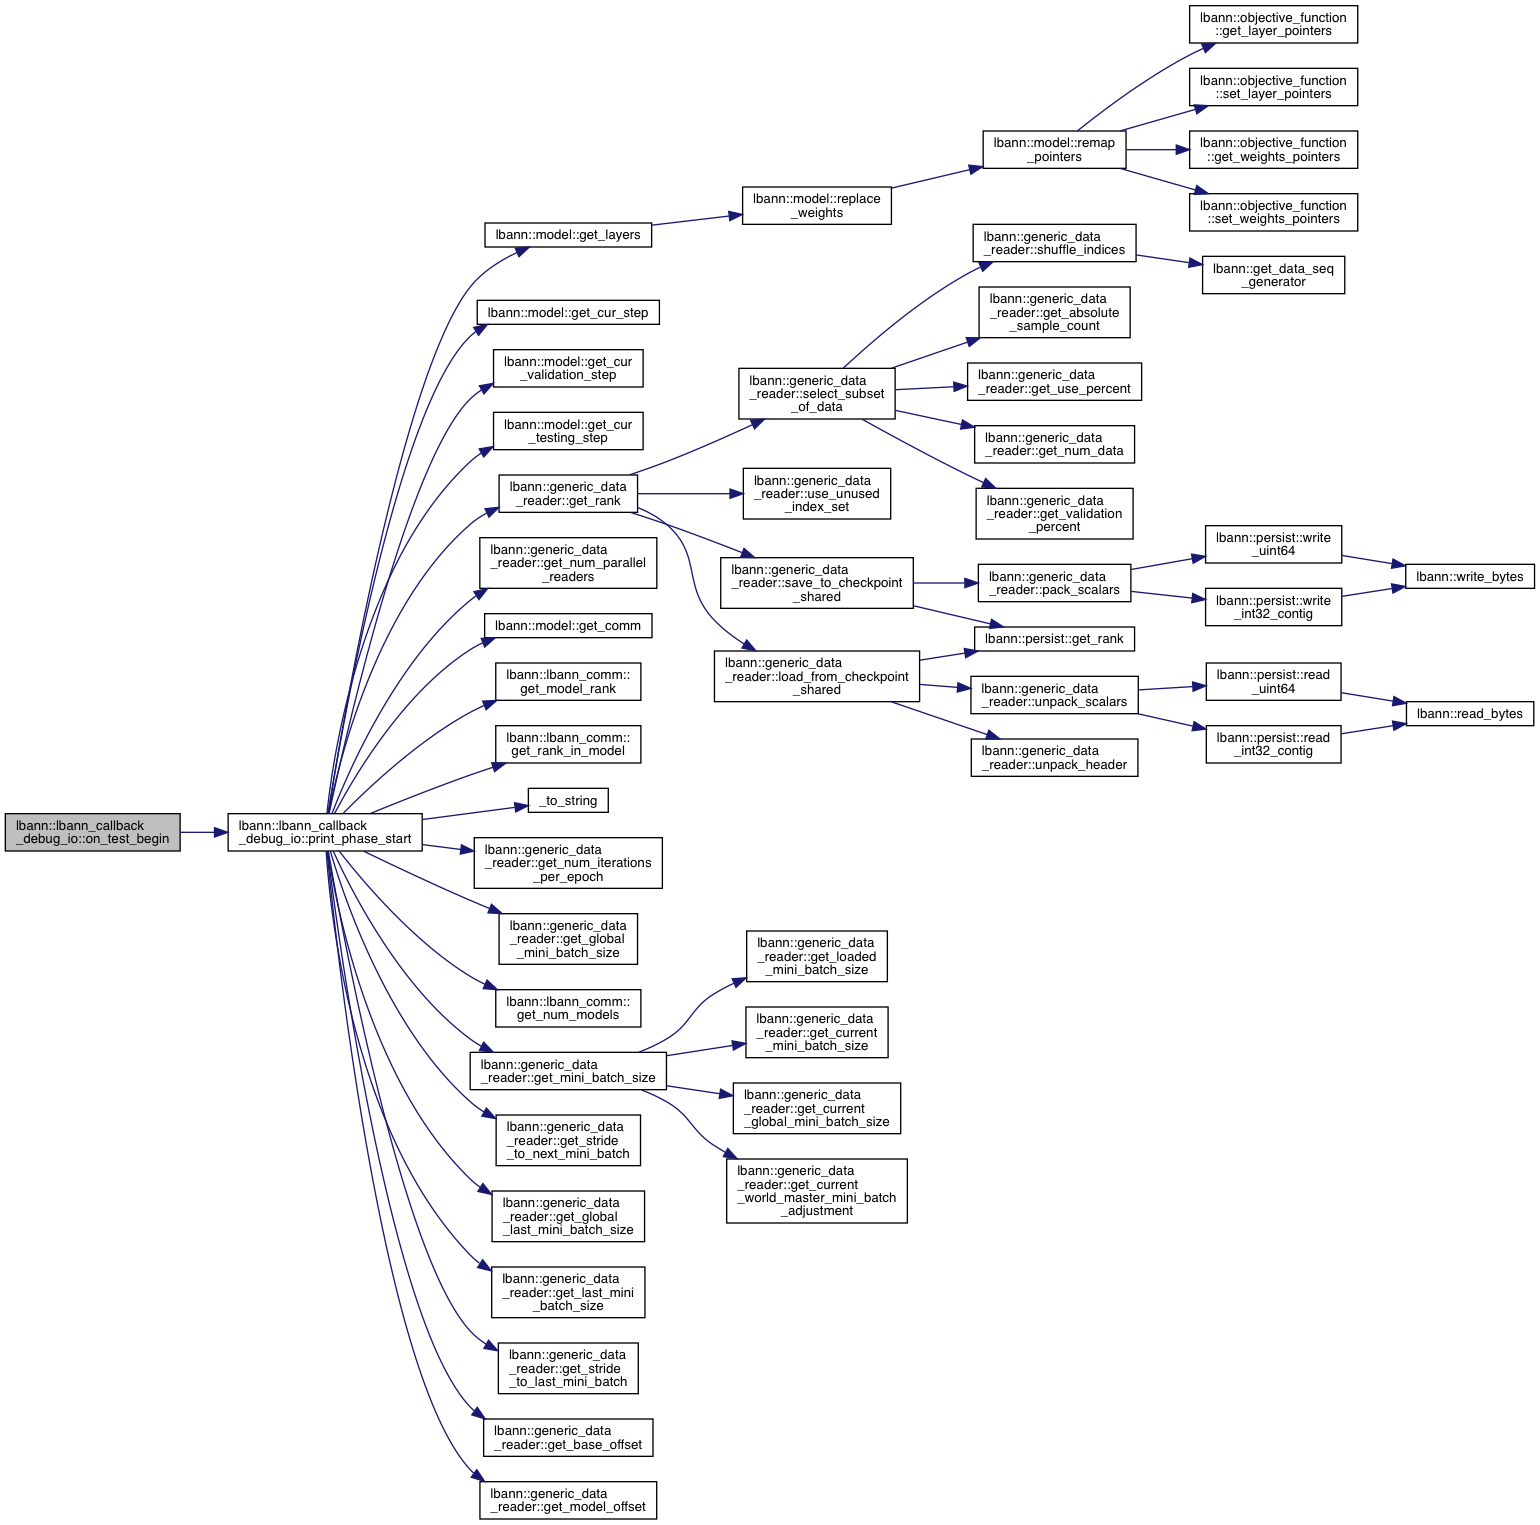 lbann::lbann_callback
_debug_io::on_test_begin
lbann::lbann_callback
_debug_io::print_phase_start
lbann::model::get_layers
lbann::model::replace
_weights
lbann::model::remap
_pointers
lbann::objective_function
::get_layer_pointers
lbann::objective_function
::set_layer_pointers
lbann::objective_function
::get_weights_pointers
lbann::objective_function
::set_weights_pointers
lbann::model::get_cur_step
lbann::model::get_cur
_validation_step
lbann::model::get_cur
_testing_step
lbann::generic_data
_reader::get_rank
lbann::generic_data
_reader::select_subset
_of_data
lbann::generic_data
_reader::shuffle_indices
lbann::get_data_seq
_generator
lbann::generic_data
_reader::get_absolute
_sample_count
lbann::generic_data
_reader::get_use_percent
lbann::generic_data
_reader::get_num_data
lbann::generic_data
_reader::get_validation
_percent
lbann::generic_data
_reader::use_unused
_index_set
lbann::generic_data
_reader::save_to_checkpoint
_shared
lbann::generic_data
_reader::pack_scalars
lbann::persist::write
_uint64
lbann::persist::write
_int32_contig
lbann::write_bytes
lbann::persist::get_rank
lbann::generic_data
_reader::load_from_checkpoint
_shared
lbann::generic_data
_reader::unpack_scalars
lbann::persist::read
_uint64
lbann::persist::read
_int32_contig
lbann::read_bytes
lbann::generic_data
_reader::unpack_header
lbann::generic_data
_reader::get_num_parallel
_readers
lbann::model::get_comm
lbann::lbann_comm::
get_model_rank
lbann::lbann_comm::
get_rank_in_model
_to_string
lbann::generic_data
_reader::get_num_iterations
_per_epoch
lbann::generic_data
_reader::get_global
_mini_batch_size
lbann::lbann_comm::
get_num_models
lbann::generic_data
_reader::get_mini_batch_size
lbann::generic_data
_reader::get_loaded
_mini_batch_size
lbann::generic_data
_reader::get_current
_mini_batch_size
lbann::generic_data
_reader::get_current
_global_mini_batch_size
lbann::generic_data
_reader::get_current
_world_master_mini_batch
_adjustment
lbann::generic_data
_reader::get_stride
_to_next_mini_batch
lbann::generic_data
_reader::get_global
_last_mini_batch_size
lbann::generic_data
_reader::get_last_mini
_batch_size
lbann::generic_data
_reader::get_stride
_to_last_mini_batch
lbann::generic_data
_reader::get_base_offset
lbann::generic_data
_reader::get_model_offset